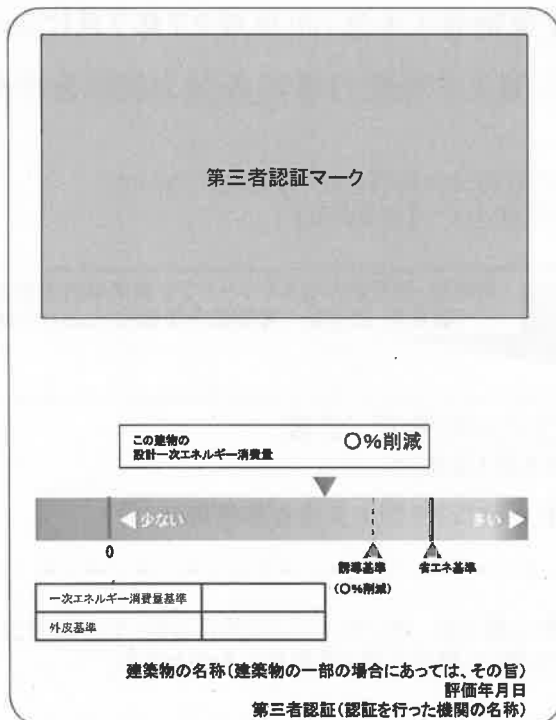 第三者認証マーク
この建物の
設計一次エネルギー消費量
〇%削減
少ない
多い
0
誘導基準
(〇%削減)
省エネ基準
一次エネルギー消費量基準
外皮基準
建築物の名称(建築物の一部の場合にあっては、その旨)
評価年月日
第三者認証(認証を行った機関の名称)